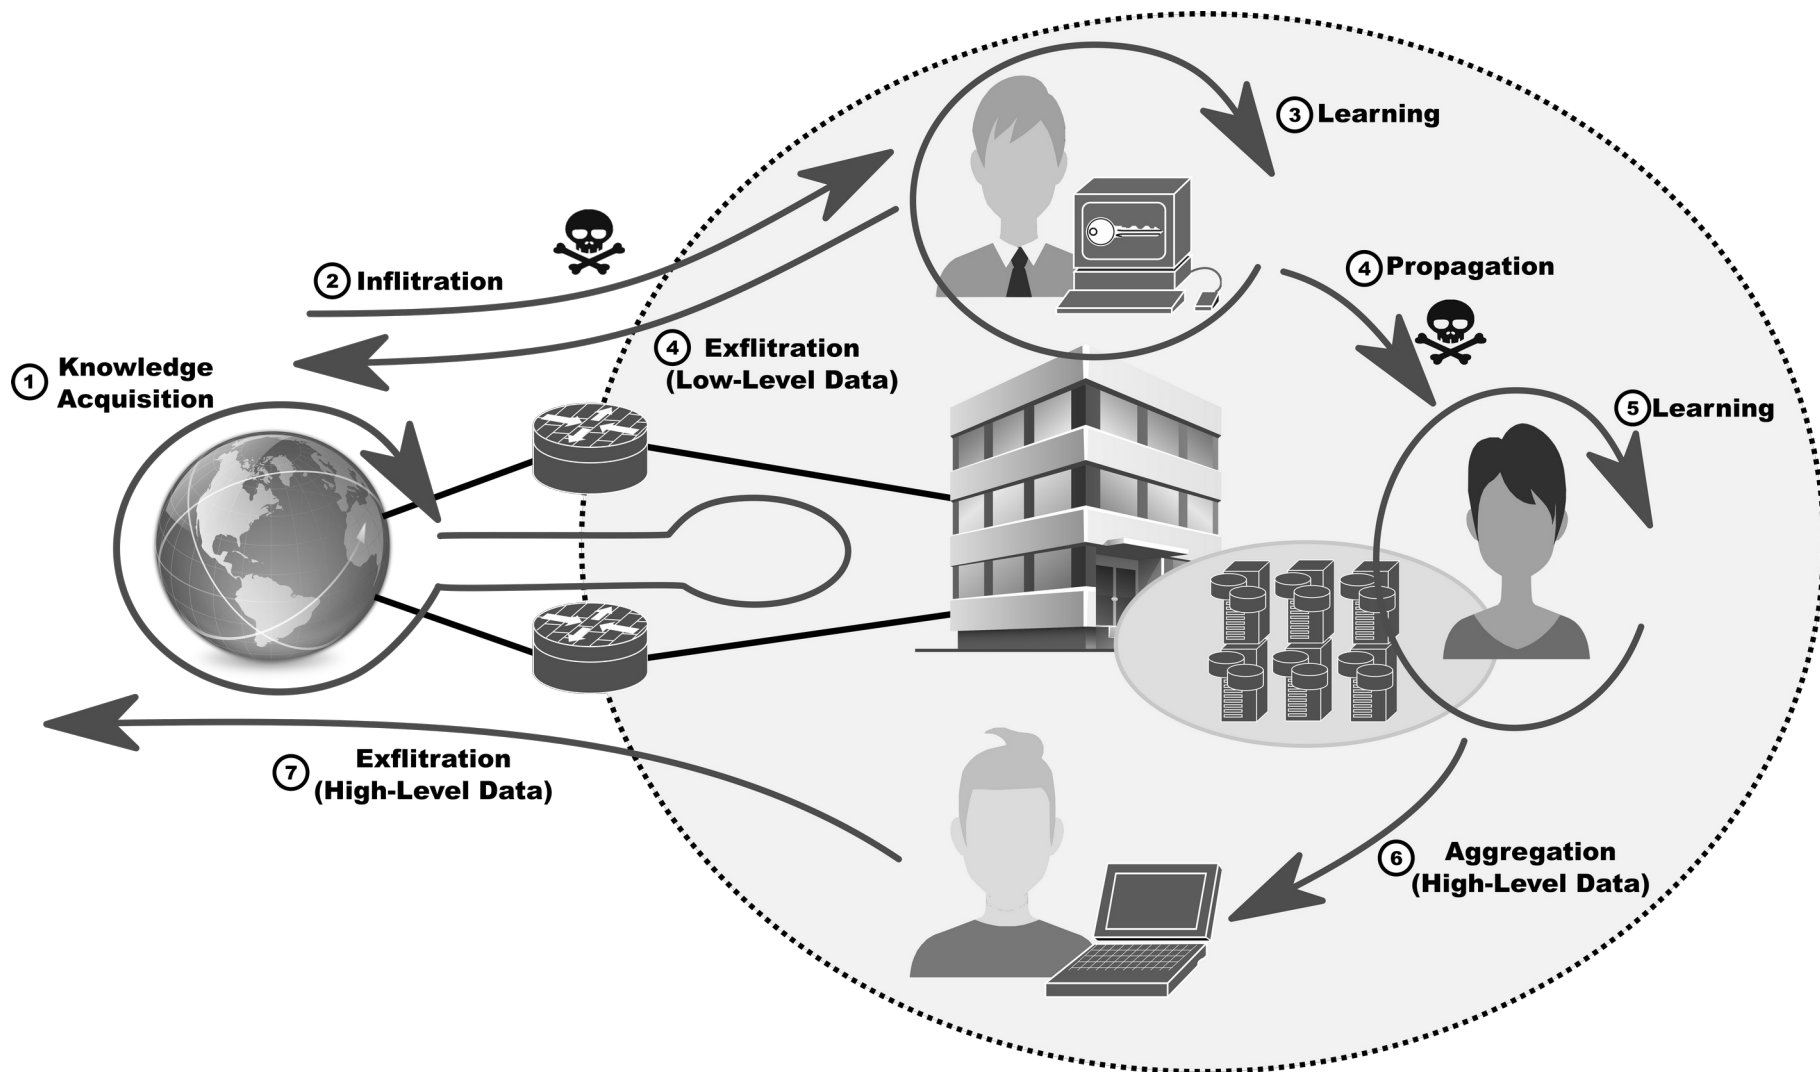 1 Knowledge
Acquisition
2 Inflitration
3 Learning
4 Exflitration
(Low-Level Data)
4 Propagation
5 Learning
6 Aggregation
(High-Level Data)
7 Exflitration
(High-Level Data)